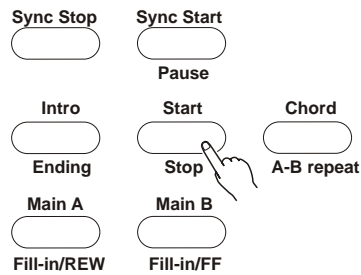 Sync Stop Sync Start
Pause
Intro Start Chord
Ending Stop A-B repeat
Main A Main B
Fill-in/REW Fill-in/FF